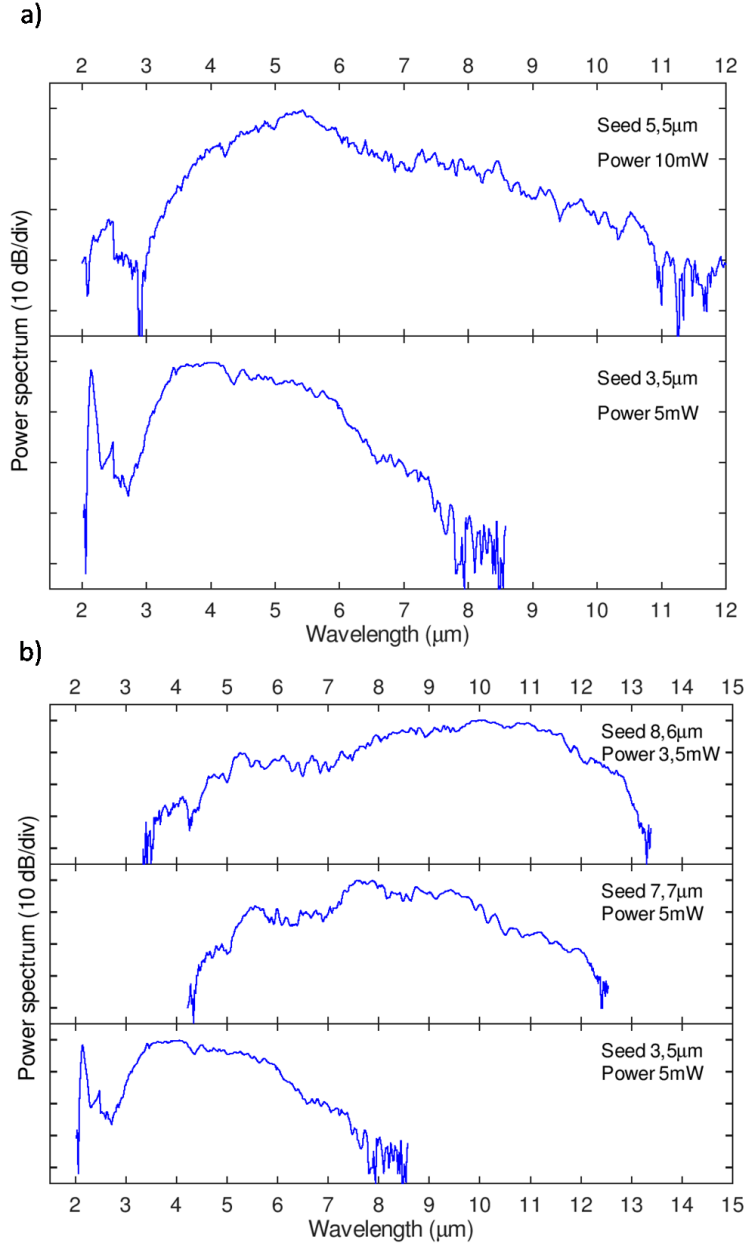 a)
2 3 4 5 6 7 8 9 10 11 12
Seed 5,5μm
Power 10mW
Power spectrum (10 dB/div)
Seed 3,5μm
Power 5mW
2 3 4 5 6 7 8 9 10 11 12
Wavelength (μm)
b)
2 3 4 5 6 7 8 9 10 11 12 13 14 15
Seed 8,6μm
Power 3,5mW
Power spectrum (10 dB/div)
Seed 7,7μm
Power 5mW
Seed 3,5μm
Power 5mW
2 3 4 5 6 7 8 9 10 11 12 13 14 15
Wavelength (μm)